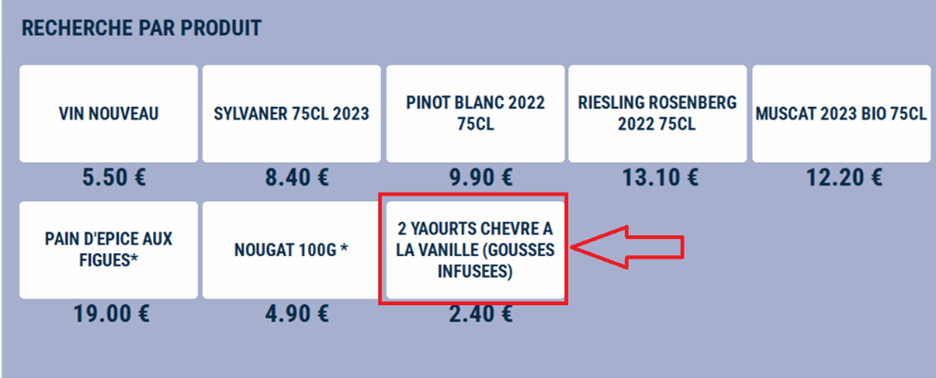 RECHERCHE PAR PRODUIT
VIN NOUVEAU
5.50 €
SYLVANER 75CL 2023
8.40 €
PINOT BLANC 2022
75CL
9.90 €
RIESLING ROSENBERG
2022 75CL
13.10 €
MUSCAT 2023 BIO 75CL
12.20 €
PAIN D'EPICE AUX
FIGUES*
19.00 €
NOUGAT 100G *
4.90 €
2 YAOURTS CHEVRE A
LA VANILLE (GOUSSES
INFUSEES)
2.40 €